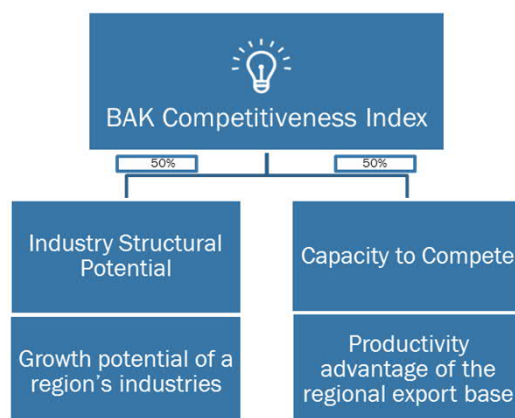 BAK Competitiveness Index
50%
50%
Industry Structural
Potential
Capacity to Compete
Growth potential of a
region's industries
Productivity
advantage of the
regional export base